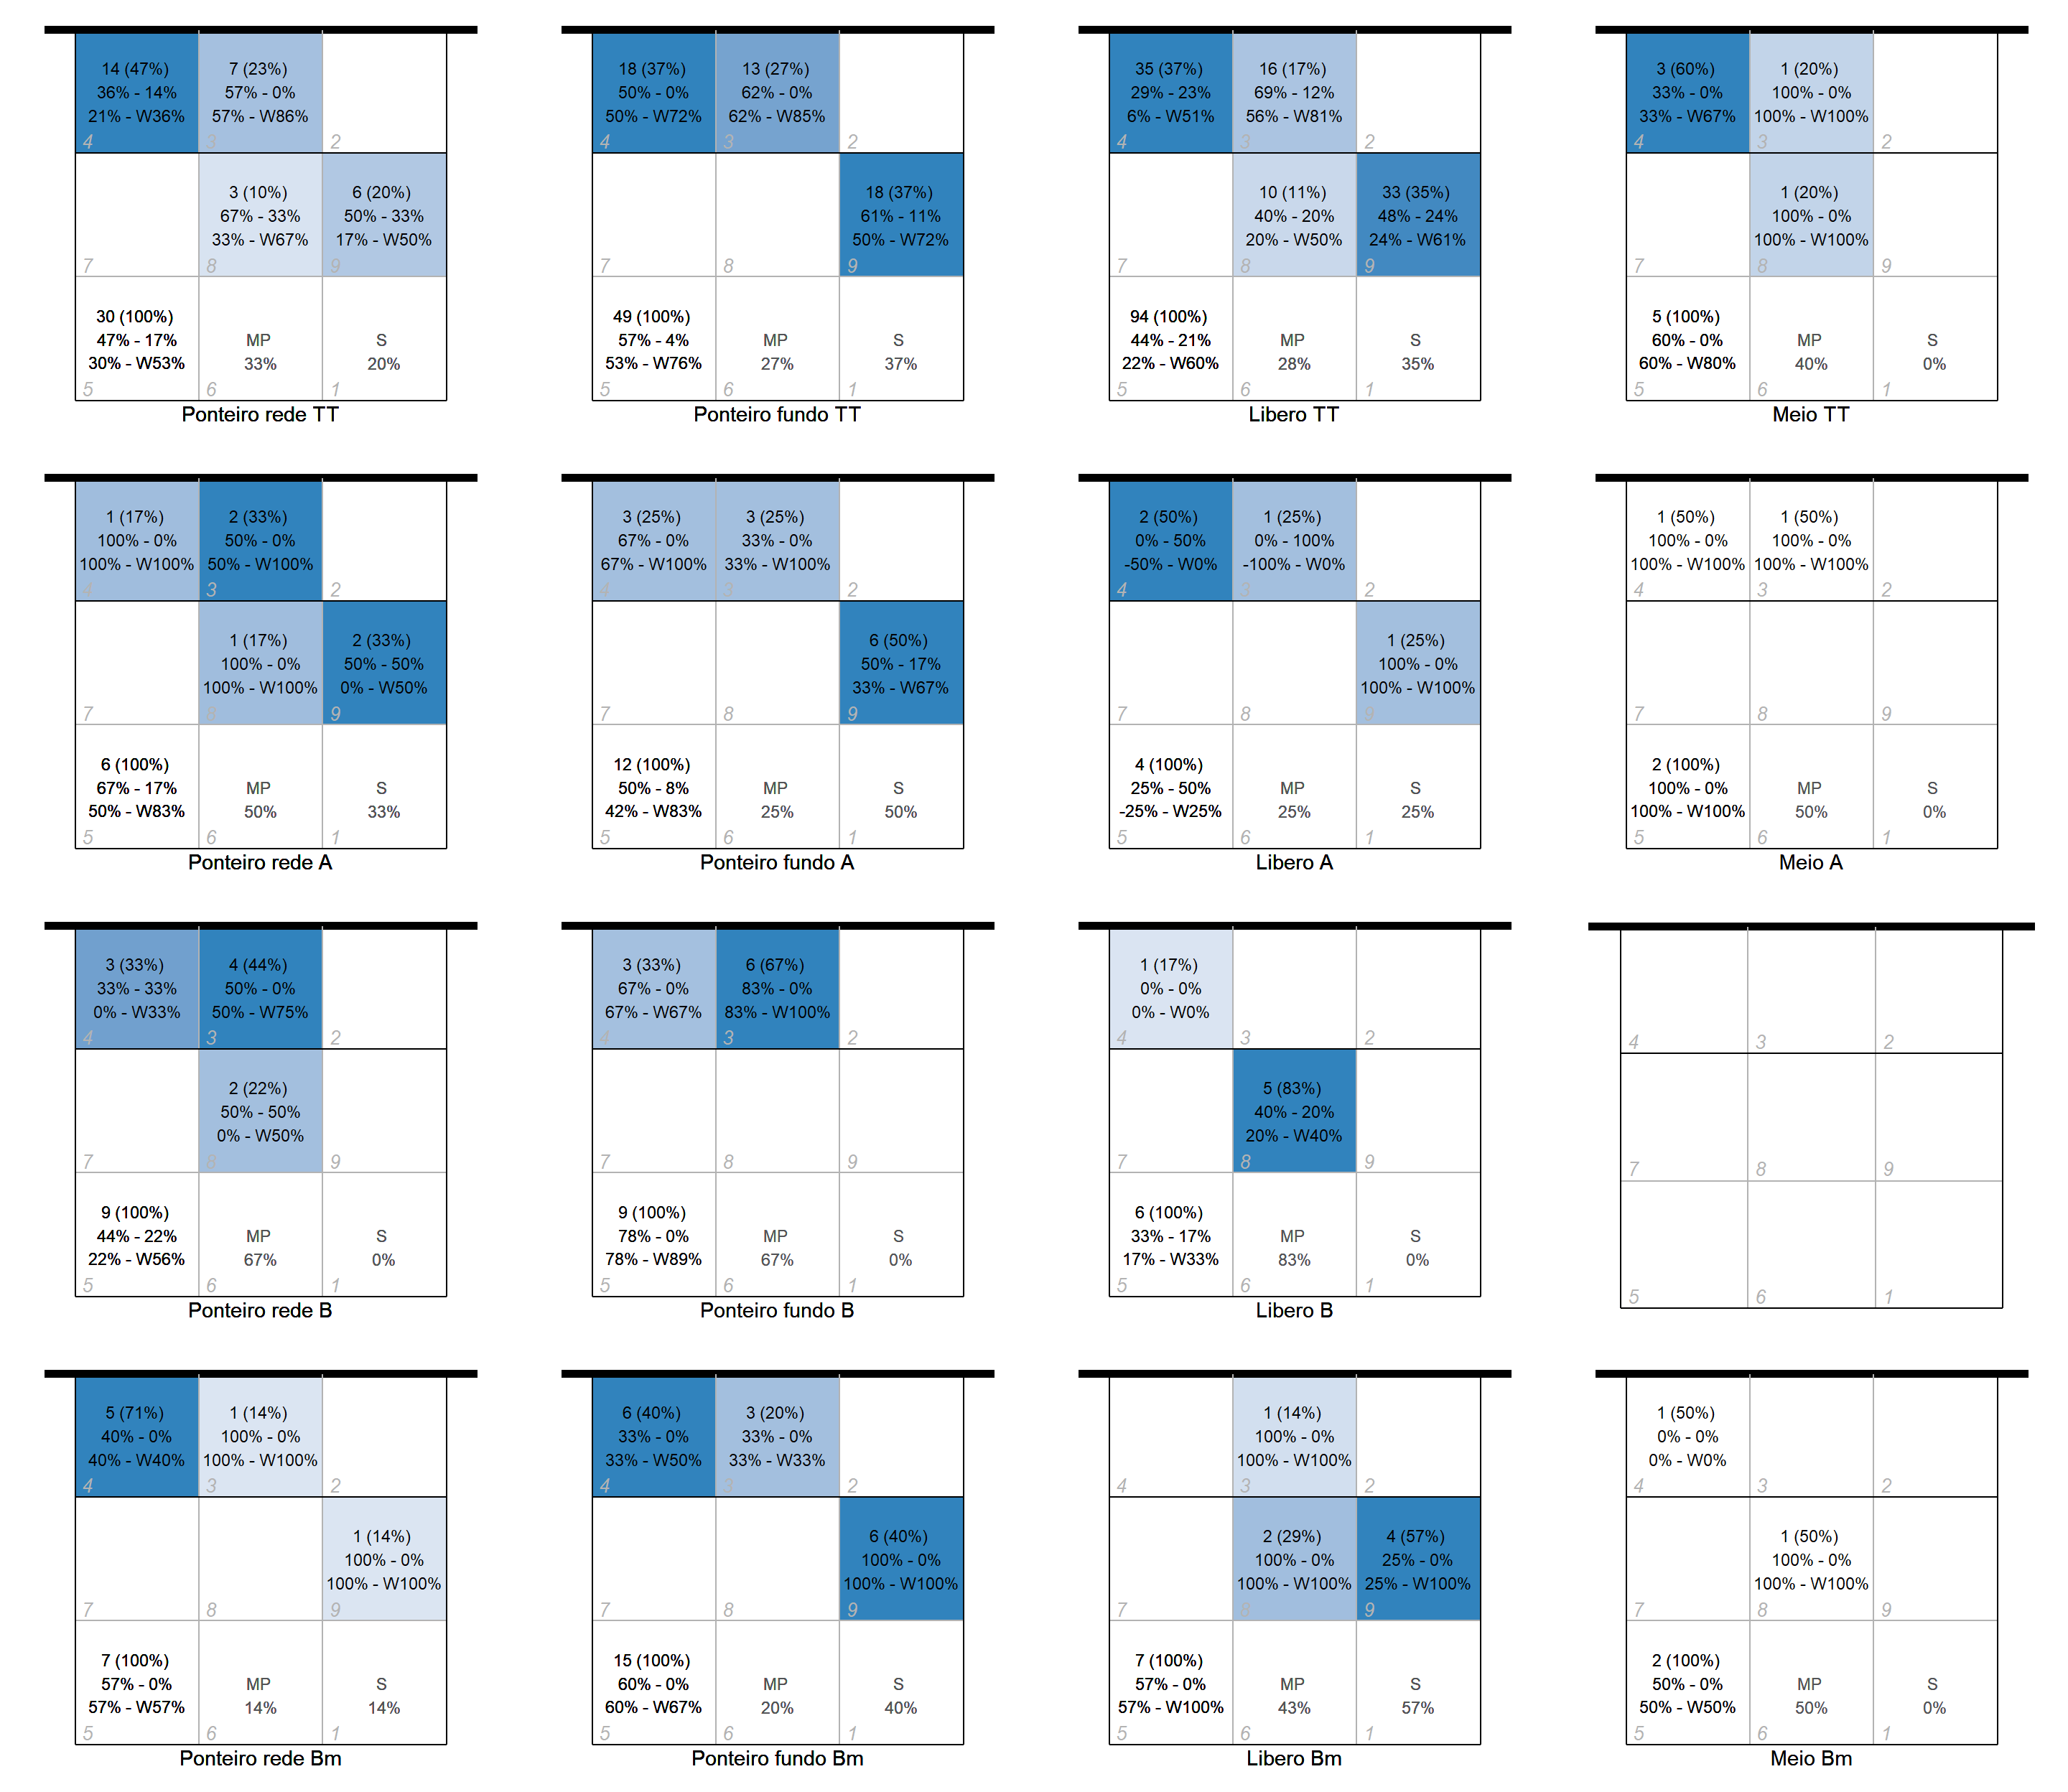 14 (47%)
36% - 14%
21% - W36%
4
7 (23%)
57% - 0%
57% - W86%
3
2
7
3 (10%)
67% - 33%
33% - W67%
8
6 (20%)
50% - 33%
17% - W50%
9
30 (100%)
47% - 17%
30% - W53%
5
MP
33%
6
S
20%
1
Ponteiro rede TT
18 (37%)
50% - 0%
50% - W72%
4
13 (27%)
62% - 0%
62% - W85%
3
2
7
8
18 (37%)
61% - 11%
50% - W72%
9
49 (100%)
57% - 4%
53% - W76%
5
MP
27%
6
S
37%
1
Ponteiro fundo TT
35 (37%)
29% - 23%
6% - W51%
4
16 (17%)
69% - 12%
56% - W81%
3
2
7
10 (11%)
40% - 20%
20% - W50%
8
33 (35%)
48% - 24%
24% - W61%
9
94 (100%)
44% - 21%
22% - W60%
5
MP
28%
6
S
35%
1
Libero TT
3 (60%)
33% - 0%
33% - W67%
4
1 (20%)
100% - 0%
100% - W100%
3
2
7
1 (20%)
100% - 0%
100% - W100%
8
9
5 (100%)
60% - 0%
60% - W80%
5
MP
40%
6
S
0%
1
Meio TT
1 (17%)
100% - 0%
100% - W100%
4
2 (33%)
50% - 0%
50% - W100%
3
2
7
1 (17%)
100% - 0%
100% - W100%
8
2 (33%)
50% - 50%
0% - W50%
9
6 (100%)
67% - 17%
50% - W83%
5
MP
50%
6
S
33%
1
Ponteiro rede A
3 (25%)
67% - 0%
67% - W100%
4
3 (25%)
33% - 0%
33% - W100%
3
2
7
8
6 (50%)
50% - 17%
33% - W67%
9
12 (100%)
50% - 8%
42% - W83%
5
MP
25%
6
S
50%
1
Ponteiro fundo A
2 (50%)
0% - 50%
-50% - W0%
4
1 (25%)
0% - 100%
-100% - W0%
3
2
7
8
1 (25%)
100% - 0%
100% - W100%
9
4 (100%)
25% - 50%
-25% - W25%
5
MP
25%
6
S
25%
1
Libero A
1 (50%)
100% - 0%
100% - W100%
4
1 (50%)
100% - 0%
100% - W100%
3
2
7
8
9
2 (100%)
100% - 0%
100% - W100%
5
MP
50%
6
S
0%
1
Meio A
3 (33%)
33% - 33%
0% - W33%
4
4 (44%)
50% - 0%
50% - W75%
3
2
7
2 (22%)
50% - 50%
0% - W50%
8
9
9 (100%)
44% - 22%
22% - W56%
5
MP
67%
6
S
0%
1
Ponteiro rede B
3 (33%)
67% - 0%
67% - W67%
4
6 (67%)
83% - 0%
83% - W100%
3
2
7
8
9
9 (100%)
78% - 0%
78% - W89%
5
MP
67%
6
S
0%
1
Ponteiro fundo B
1 (17%)
0% - 0%
0% - W0%
4
3
2
7
5 (83%)
40% - 20%
20% - W40%
8
9
6 (100%)
33% - 17%
17% - W33%
5
MP
83%
6
S
0%
1
Libero B
4
3
2
7
8
9
5
6
1
5 (71%)
40% - 0%
40% - W40%
4
1 (14%)
100% - 0%
100% - W100%
3
2
7
8
1 (14%)
100% - 0%
100% - W100%
9
7 (100%)
57% - 0%
57% - W57%
5
MP
14%
6
S
14%
1
Ponteiro rede Bm
6 (40%)
33% - 0%
33% - W50%
4
3 (20%)
33% - 0%
33% - W33%
3
2
7
8
6 (40%)
100% - 0%
100% - W100%
9
15 (100%)
60% - 0%
60% - W67%
5
MP
20%
6
S
40%
1
Ponteiro fundo Bm
4
1 (14%)
100% - 0%
100% - W100%
3
2
7
2 (29%)
100% - 0%
100% - W100%
8
4 (57%)
25% - 0%
25% - W100%
9
7 (100%)
57% - 0%
57% - W100%
5
MP
43%
6
S
57%
1
Libero Bm
1 (50%)
0% - 0%
0% - W0%
4
3
2
7
1 (50%)
100% - 0%
100% - W100%
8
9
2 (100%)
50% - 0%
50% - W50%
5
MP
50%
6
S
0%
1
Meio Bm